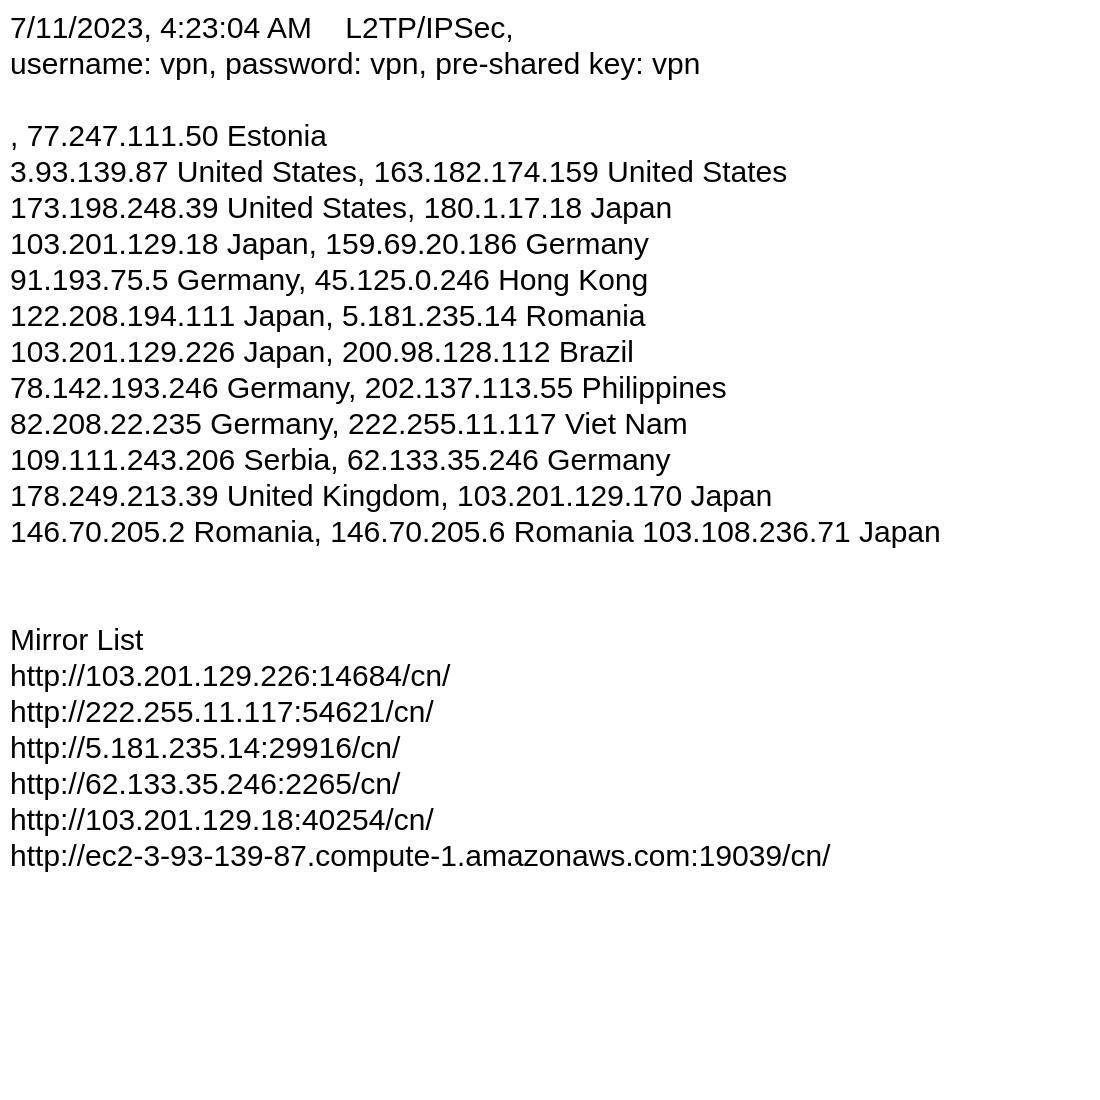 7/11/2023, 4:23:04 AM    L2TP/IPSec,
username: vpn, password: vpn, pre-shared key: vpn
, 77.247.111.50 Estonia
3.93.139.87 United States, 163.182.174.159 United States
173.198.248.39 United States, 180.1.17.18 Japan
103.201.129.18 Japan, 159.69.20.186 Germany
91.193.75.5 Germany, 45.125.0.246 Hong Kong
122.208.194.111 Japan, 5.181.235.14 Romania
103.201.129.226 Japan, 200.98.128.112 Brazil
78.142.193.246 Germany, 202.137.113.55 Philippines
82.208.22.235 Germany, 222.255.11.117 Viet Nam
109.111.243.206 Serbia, 62.133.35.246 Germany
178.249.213.39 United Kingdom, 103.201.129.170 Japan
146.70.205.2 Romania, 146.70.205.6 Romania 103.108.236.71 Japan
Mirror List
http://103.201.129.226:14684/cn/
http://222.255.11.117:54621/cn/
http://5.181.235.14:29916/cn/
http://62.133.35.246:2265/cn/
http://103.201.129.18:40254/cn/
http://ec2-3-93-139-87.compute-1.amazonaws.com:19039/cn/